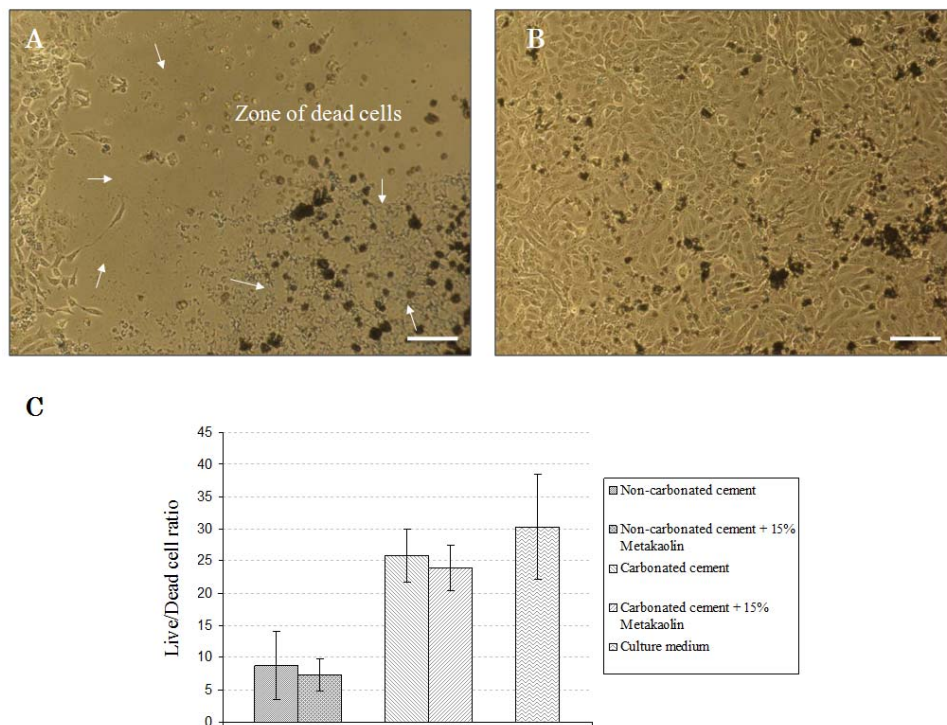 A
Zone of dead cells
B
C
Live/Dead cell ratio
45
40
35
30
25
20
15
10
5
0
Non-carbonated cement
Non-carbonated cement + 15%
Metakaolin
Carbonated cement
Carbonated cement + 15%
Metakaolin
Culture medium